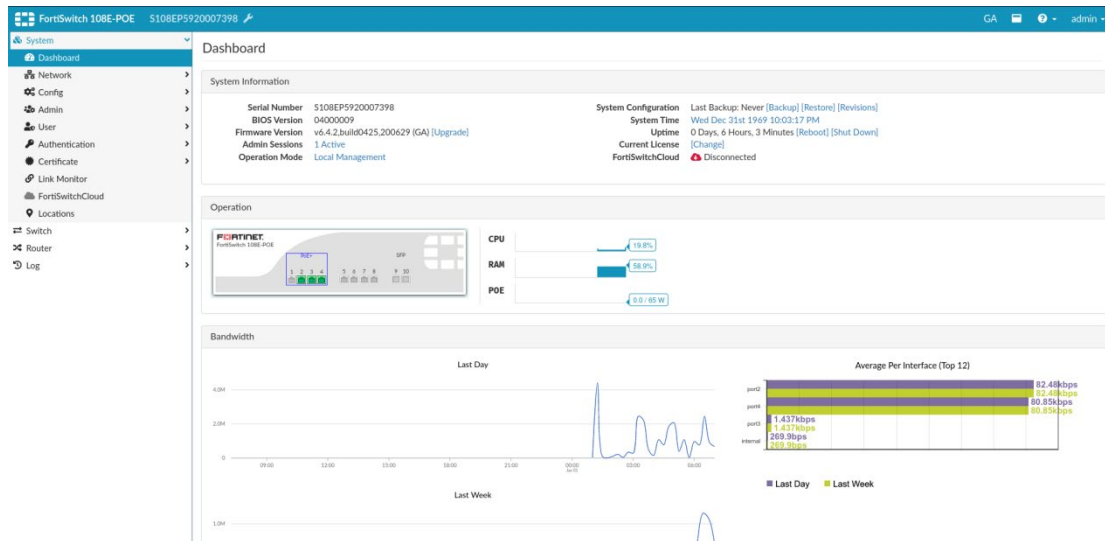 FortiSwitch 108E-POE S108EP5920007398 GA admin
System
Dashboard
Network
Config
Admin
User
Authentication
Certificate
Link Monitor
FortiSwitchCloud
Locations
Switch
Router
Log
Dashboard
System Information
Serial Number S108EP5920007398
BIOS Version 04000009
Firmware Version v6.4.2,build0425,200629 (GA) [Upgrade]
Admin Sessions 1 Active
Operation Mode Local Management
System Configuration Last Backup: Never [Backup] [Restore] [Revisions]
System Time Wed Dec 31st 1969 10:03:17 PM
Uptime 0 Days, 6 Hours, 3 Minutes [Reboot] [Shut Down]
Current License [Change]
FortiSwitchCloud Disconnected
Operation
FORTINET
FortiSwitch 108E-POE
POE+ SFP
1 2 3 4 5 6 7 8 9 10
CPU 19.8%
RAM 58.9%
POE 0.0 / 65 W
Bandwidth
Last Day
4.0M
2.0M
0
09:00 12:00 15:00 18:00 21:00 00:00 03:00 06:00
Average Per Interface (Top 12)
port2 82.48kbps
82.48kbps
port4 80.85kbps
80.85kbps
port3 1.437kbps
1.437kbps
internal 269.9bps
269.9bps
Last Day Last Week
Last Week
1.0M